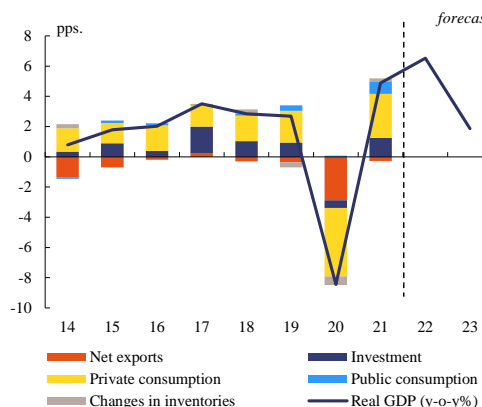 forecast
pps.
8
6
4
2
0
-2
-4
-6
-8
-10
14 15 16 17 18 19 20 21 22 23
Net exports Investment
Private consumption Public consumption
Changes in inventories Real GDP (y-o-y%)